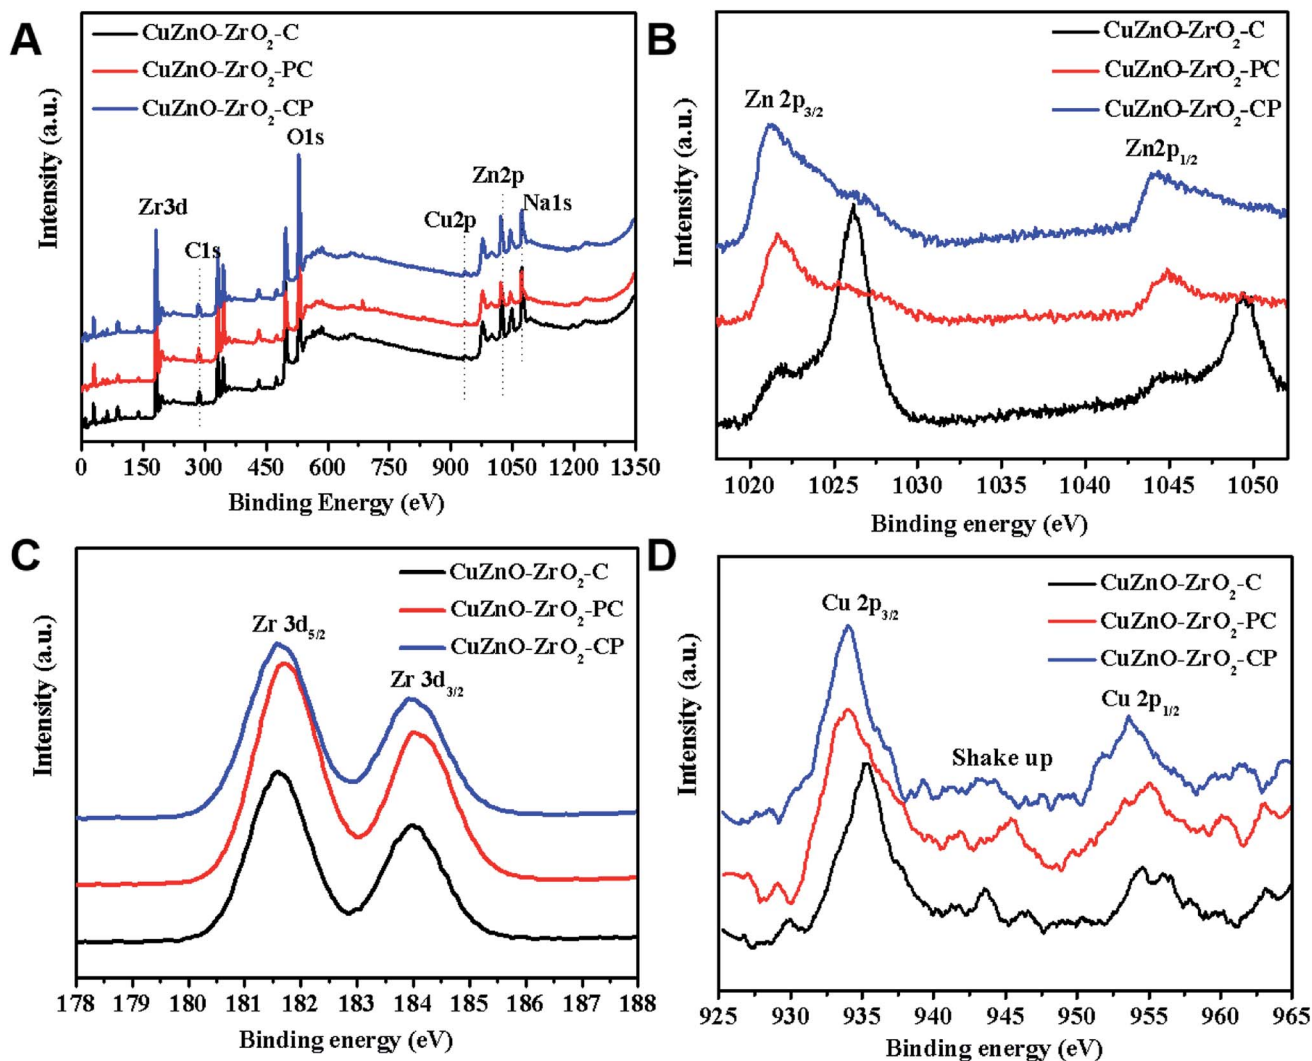 A
CuZnO-ZrO₂-C
CuZnO-ZrO₂-PC
CuZnO-ZrO₂-CP
O1s
Zr3d
C1s
Cu2p
Zn2p
Na1s
Intensity (a.u.)
0 150 300 450 600 750 900 1050 1200 1350
Binding Energy (eV)
B
CuZnO-ZrO₂-C
CuZnO-ZrO₂-PC
CuZnO-ZrO₂-CP
Zn 2p₃/₂
Zn2p₁/₂
Intensity (a.u.)
1020 1025 1030 1035 1040 1045 1050
Binding energy (eV)
C
CuZnO-ZrO₂-C
CuZnO-ZrO₂-PC
CuZnO-ZrO₂-CP
Zr 3d₅/₂
Zr 3d₃/₂
Intensity (a.u.)
178 179 180 181 182 183 184 185 186 187 188
Binding energy (eV)
D
CuZnO-ZrO₂-C
CuZnO-ZrO₂-PC
CuZnO-ZrO₂-CP
Cu 2p₃/₂
Cu 2p₁/₂
Shake up
Intensity (a.u.)
925 930 935 940 945 950 955 960 965
Binding energy (eV)